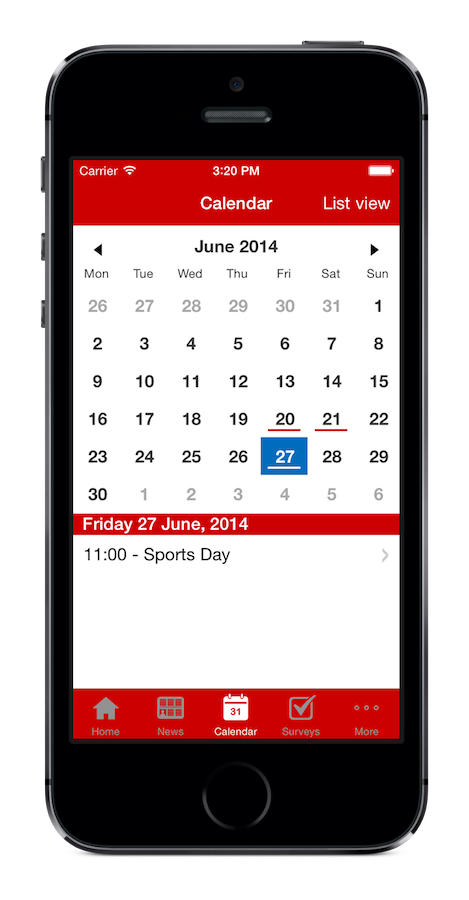 Carrier 3:20 PM
Calendar List view
June 2014
Mon Tue Wed Thu Fri Sat Sun
26 27 28 29 30 31 1
2 3 4 5 6 7 8
9 10 11 12 13 14 15
16 17 18 19 20 21 22
23 24 25 26 27 28 29
30 1 2 3 4 5 6
Friday 27 June, 2014
11:00 - Sports Day
31
Home News Calendar Surveys More